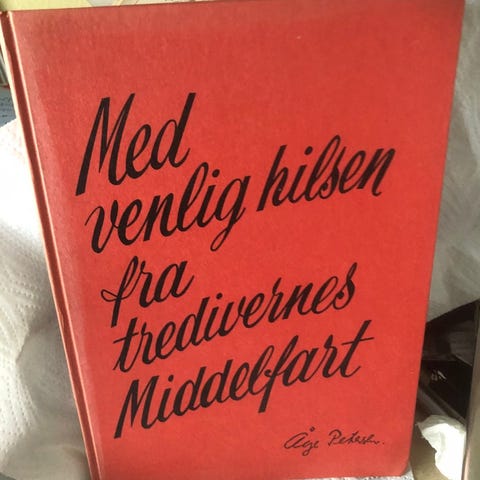 Med
venlig hilsen
fra
tredivernes
Middelfart
Åge Petersen.